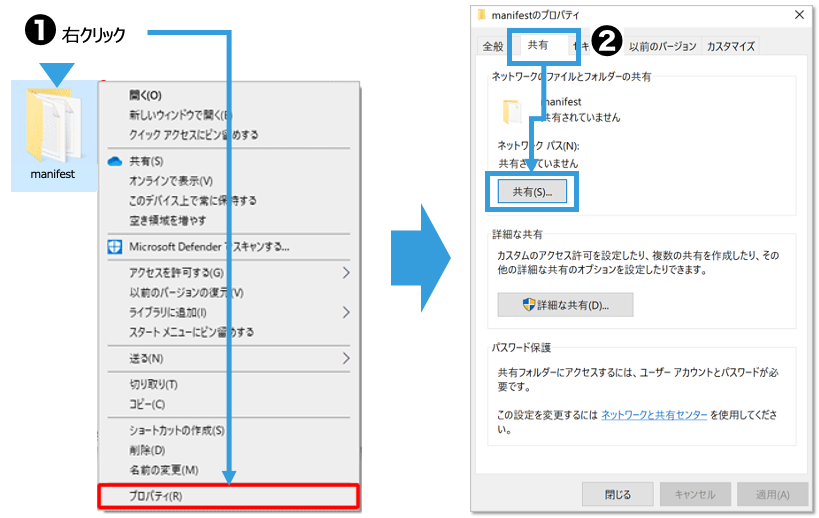 1 右クリック
manifest
開く(O)
新しいウィンドウで開く(E)
クイック アクセスにピン留めする
共有(S)
オンラインで表示(V)
このデバイス上で常に保持する
空き領域を増やす
Microsoft Defender でスキャンする...
アクセスを許可する(G)
以前のバージョンの復元(V)
ライブラリに追加(I)
スタート メニューにピン留めする
送る(N)
切り取り(T)
コピー(C)
ショートカットの作成(S)
削除(D)
名前の変更(M)
プロパティ(R)
manifestのプロパティ
全般 共有 2 以前のバージョン カスタマイズ
ネットワークのファイルとフォルダーの共有
manifest
共有されていません
ネットワーク パス(N):
共有されていません
共有(S)...
詳細な共有
カスタムのアクセス許可を設定したり、複数の共有を作成したり、その
他の詳細な共有のオプションを設定したりできます。
詳細な共有(D)...
パスワード保護
共有フォルダーにアクセスするには、ユーザー アカウントとパスワードが必
要です。
この設定を変更するには ネットワークと共有センター を使用してくださ
い。
閉じる キャンセル 適用(A)